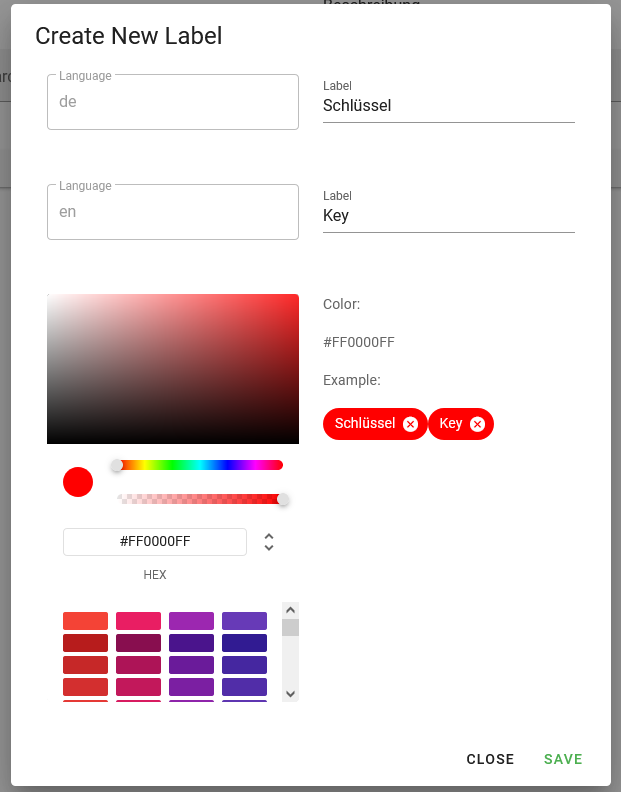 Beschreibung
Create New Label
Language
de
Label
Schlüssel
Language
en
Label
Key
Color:
#FF0000FF
Example:
Schlüssel
Key
#FF0000FF
HEX
CLOSE
SAVE